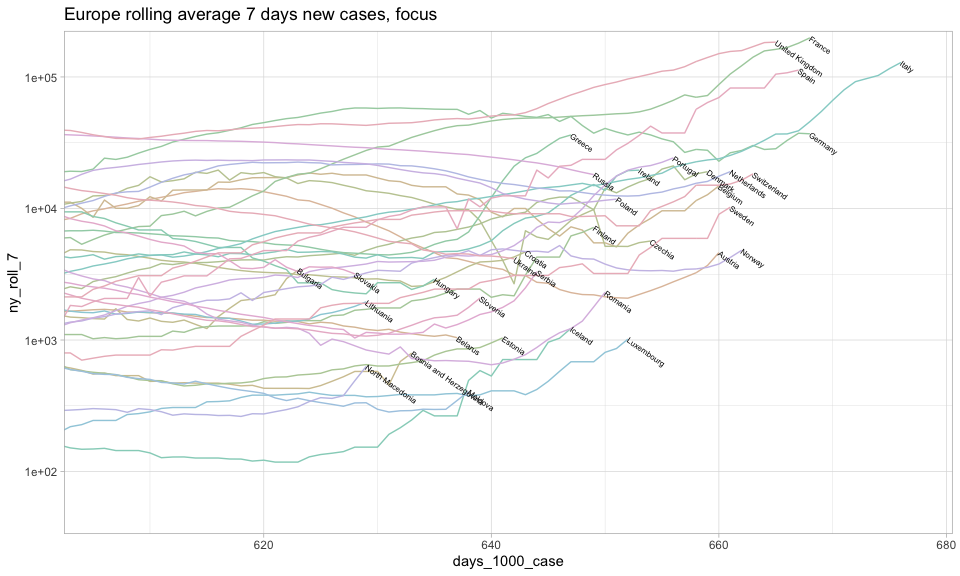 Europe rolling average 7 days new cases, focus
ny_roll_7
1e+05
1e+04
1e+03
1e+02
France
United Kingdom
Italy
Spain
Germany
Greece
Portugal
Ireland
Russia
Denmark
Netherlands
Switzerland
Belgium
Poland
Sweden
Finland
Czechia
Croatia
Ukraine
Serbia
Austria
Norway
Bulgaria
Slovakia
Hungary
Romania
Lithuania
Slovenia
Iceland
Belarus
Estonia
Luxembourg
Bosnia and Herzegovina
North Macedonia
Moldova
620
640
660
680
days_1000_case